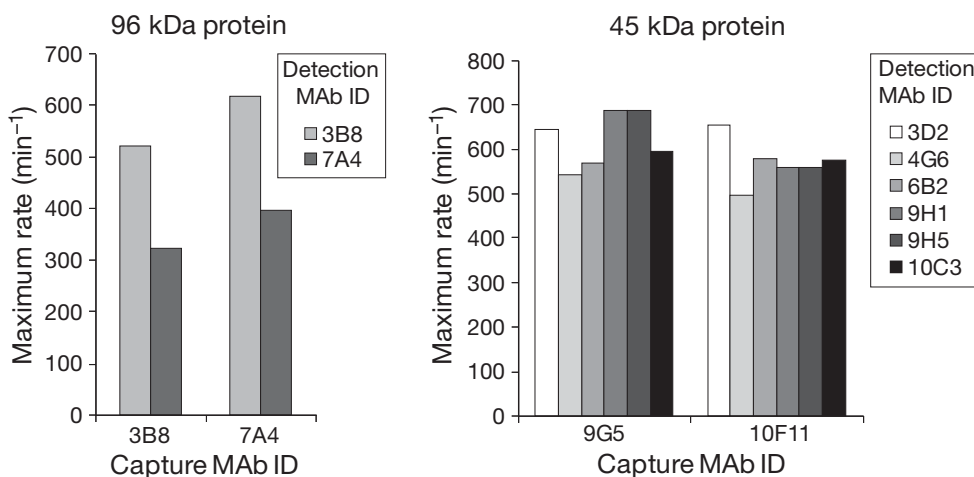 96 kDa protein
Maximum rate (min⁻¹)
700
600
500
400
300
200
100
0
Detection
MAb ID
3B8
7A4
3B8
7A4
Capture MAb ID
45 kDa protein
Maximum rate (min⁻¹)
800
700
600
500
400
300
200
100
0
Detection
MAb ID
3D2
4G6
6B2
9H1
9H5
10C3
9G5
10F11
Capture MAb ID